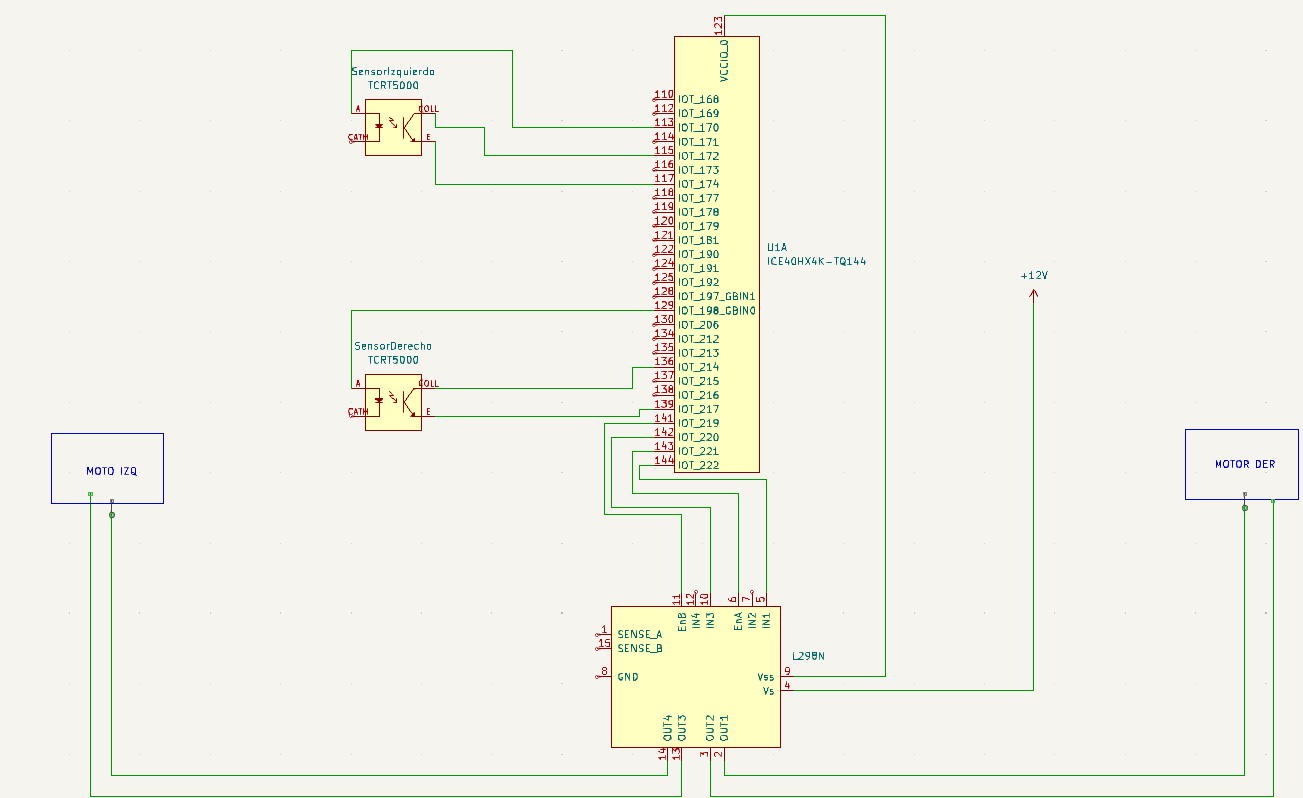 123
VCCIO_0
SensorIzquierdo
TCRT5000
A
COLL
CATH
E
110 IOT_168
112 IOT_169
113 IOT_170
114 IOT_171
115 IOT_172
116 IOT_173
117 IOT_174
118 IOT_177
119 IOT_178
120 IOT_179
121 IOT_181
122 IOT_190
124 IOT_191
125 IOT_192
128 IOT_197_GBIN1
129 IOT_198_GBIN0
130 IOT_206
134 IOT_212
135 IOT_213
136 IOT_214
137 IOT_215
138 IOT_216
139 IOT_217
141 IOT_219
142 IOT_220
143 IOT_221
144 IOT_222
U1A
ICE40HX4K-TQ144
+12V
SensorDerecho
TCRT5000
A
COLL
CATH
E
MOTO IZQ
MOTOR DER
11 12 10 6 7 5
EnB IN4 IN3 EnA IN2 IN1
1 SENSE_A
15 SENSE_B
8 GND
L298N
Vss 9
Vs 4
OUT4 OUT3 OUT2 OUT1
14 13 3 2